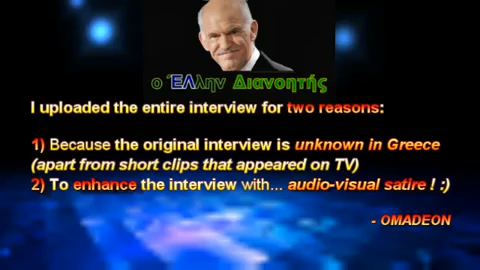 ο ΈΛλην Διανοητής
I uploaded the entire interview for two reasons:
1) Because the original interview is unknown in Greece
(apart from short clips that appeared on TV)
2) To enhance the interview with... audio-visual satire ! :)
- OMADEON